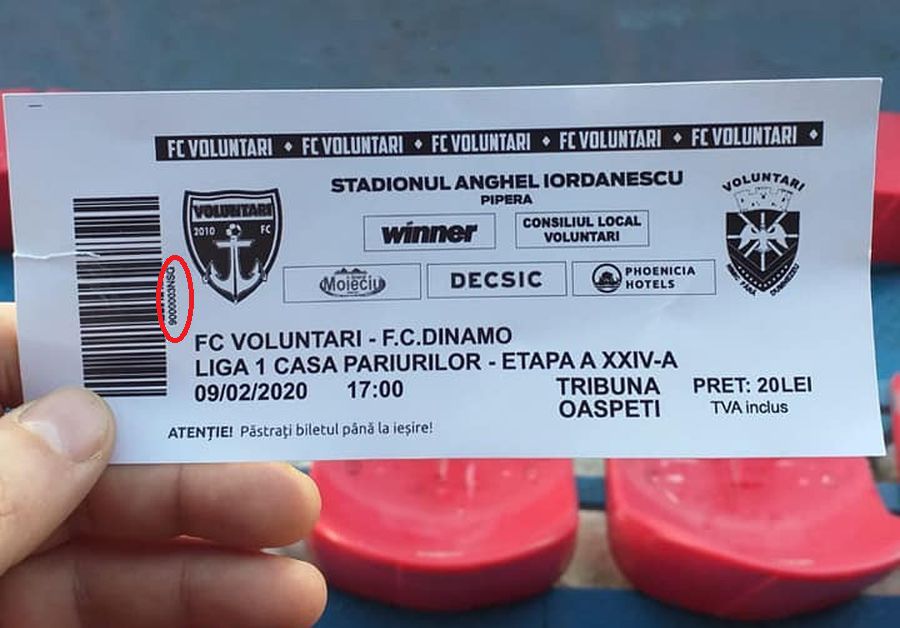 FC VOLUNTARI ◆ FC VOLUNTARI ◆ FC VOLUNTARI ◆ FC VOLUNTARI ◆ FC VOLUNTARI ◆
STADIONUL ANGHEL IORDANESCU
PIPERA
winner
CONSILIUL LOCAL
VOLUNTARI
Moieciu
DECSIC
PHOENICIA
HOTELS
VOLUNTARI
2010 FC
VOLUNTARI
FC VOLUNTARI - F.C.DINAMO
LIGA 1 CASA PARIURILOR - ETAPA A XXIV-A
09/02/2020 17:00
TRIBUNA
OASPETI
PRET: 20LEI
TVA inclus
ATENȚIE! Păstrați biletul până la ieșire!